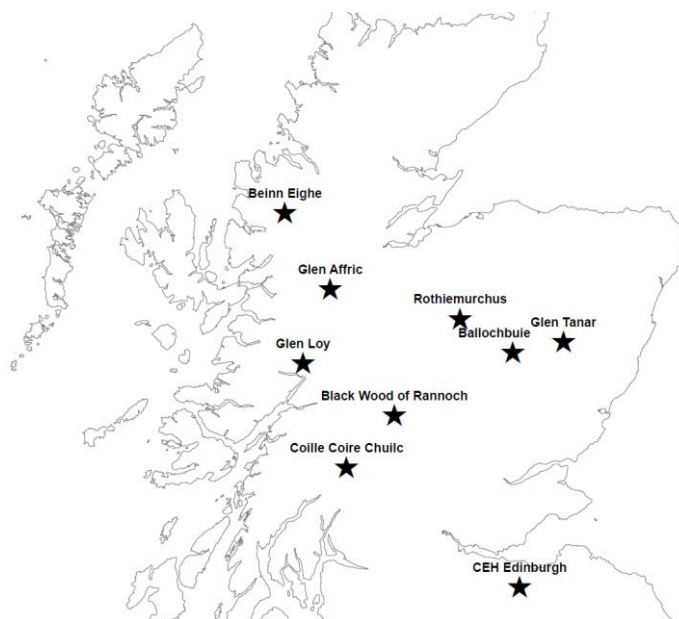 Beinn Eighe
Glen Affric
Rothiemurchus
Glen Tanar
Ballochbuie
Glen Loy
Black Wood of Rannoch
Coille Coire Chuilc
CEH Edinburgh